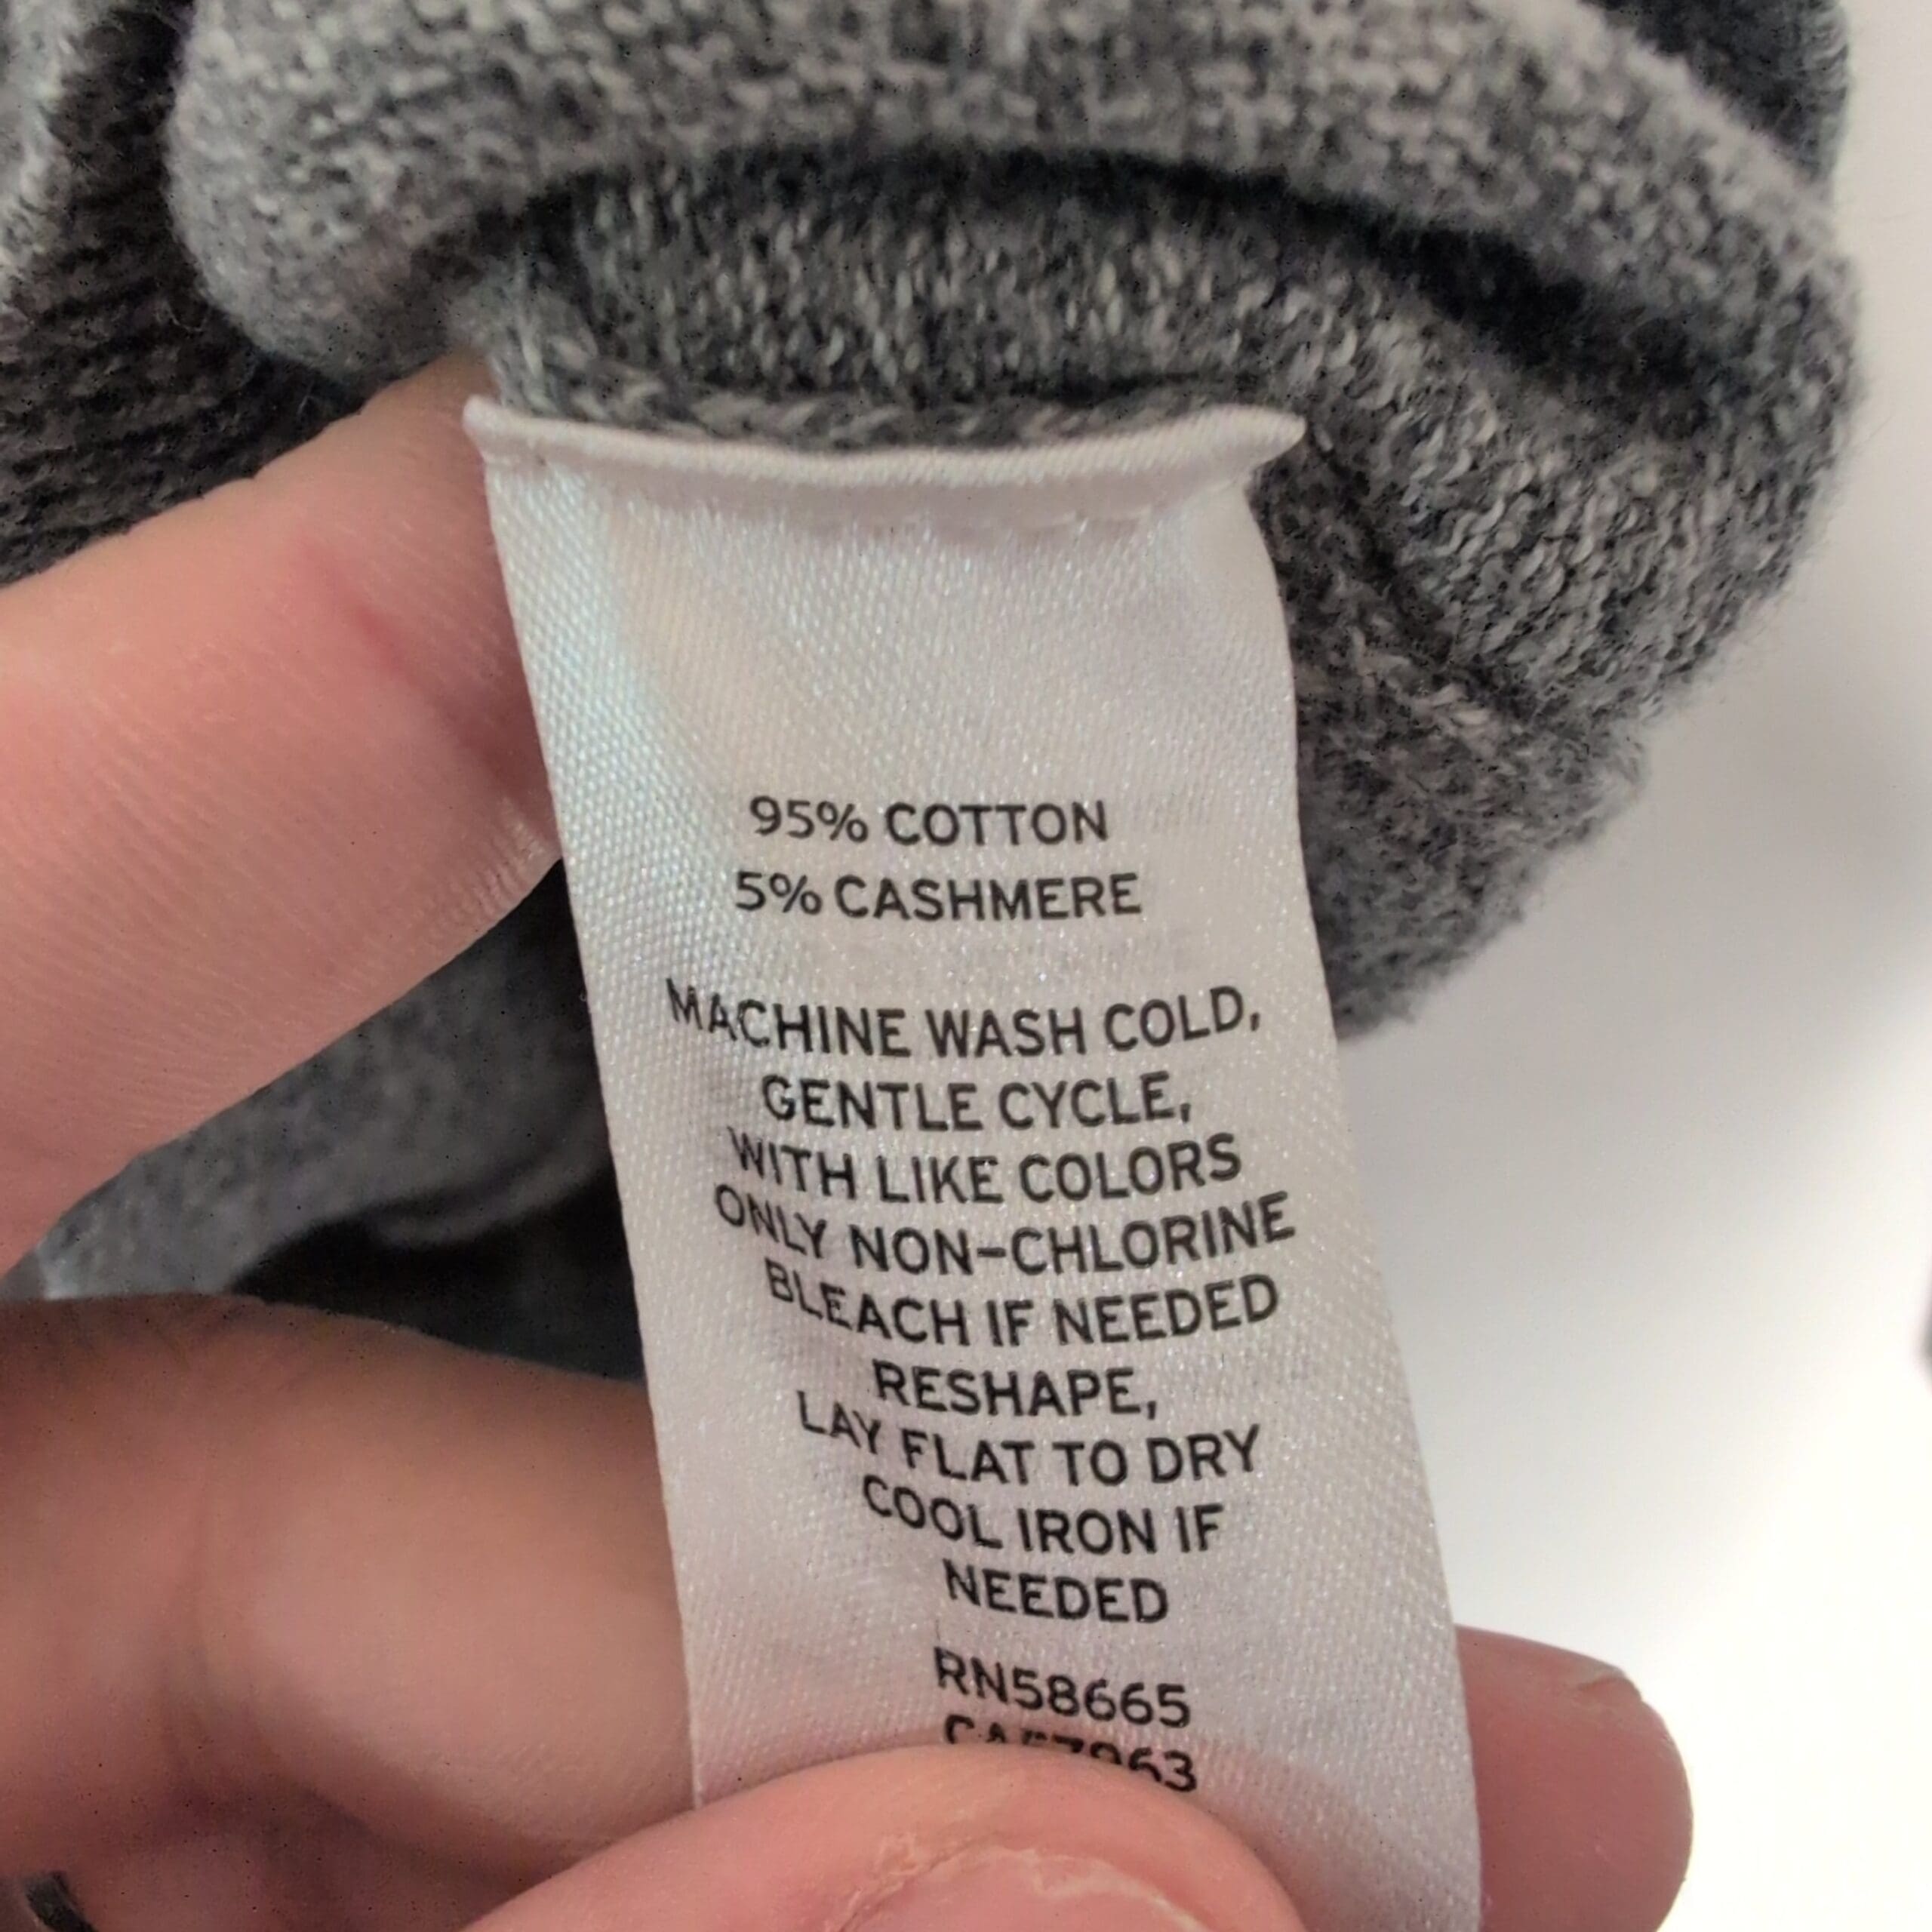 95% COTTON
5% CASHMERE
MACHINE WASH COLD,
GENTLE CYCLE,
WITH LIKE COLORS
ONLY NON-CHLORINE
BLEACH IF NEEDED
RESHAPE,
LAY FLAT TO DRY
COOL IRON IF
NEEDED
RN58665